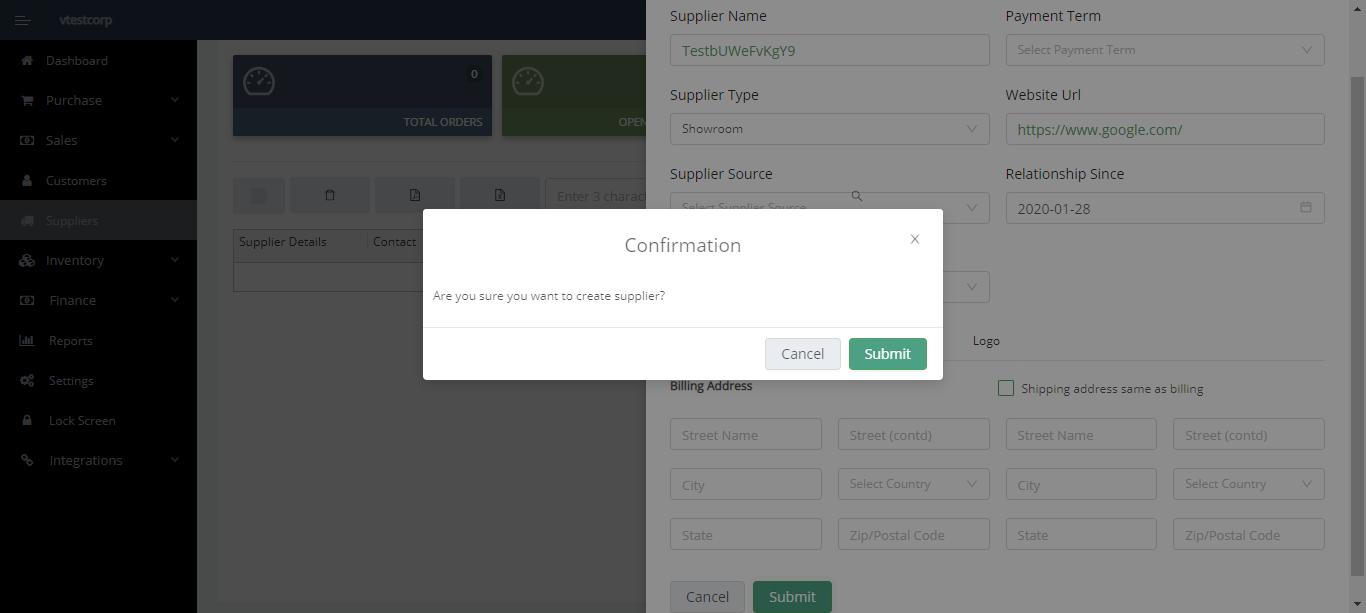 vtestcorp
Dashboard
Purchase
Sales
Customers
Suppliers
Inventory
Finance
Reports
Settings
Lock Screen
Integrations
0
TOTAL ORDERS
OPEN
Enter 3 charac
Supplier Details Contact
Supplier Name Payment Term
TestbUWeFvKgY9 Select Payment Term
Supplier Type Website Url
Showroom https://www.google.com/
Supplier Source Relationship Since
Select Supplier Source 2020-01-28
Confirmation
Are you sure you want to create supplier?
Cancel Submit
Logo
Billing Address Shipping address same as billing
Street Name Street (contd) Street Name Street (contd)
City Select Country City Select Country
State Zip/Postal Code State Zip/Postal Code
Cancel Submit